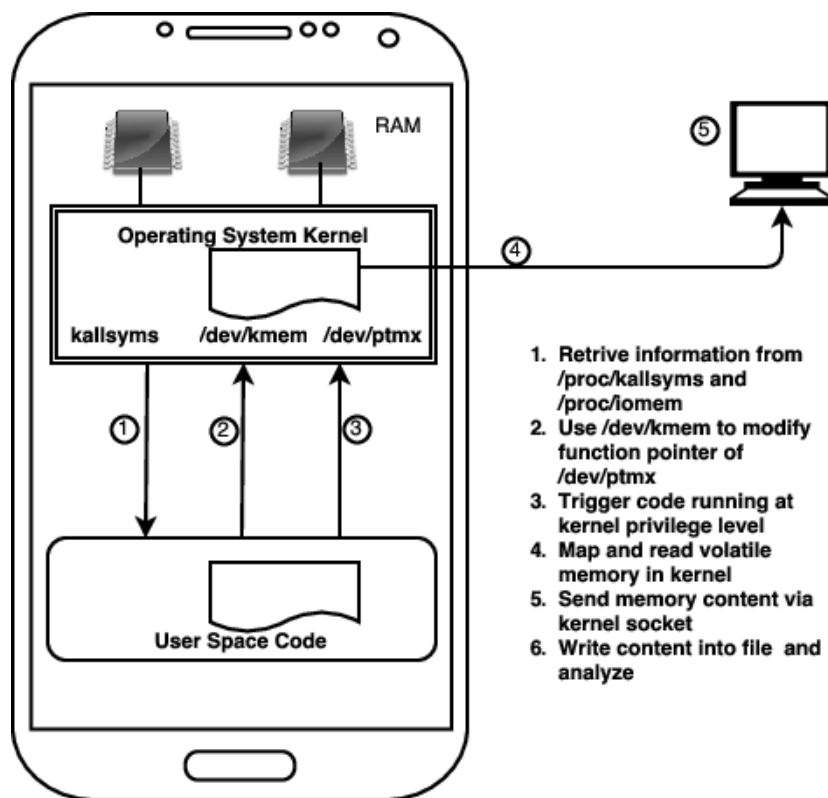 RAM
5
Operating System Kernel
4
kallsyms /dev/kmem /dev/ptmx
1 2 3
User Space Code
1. Retrive information from
/proc/kallsyms and
/proc/iomem
2. Use /dev/kmem to modify
function pointer of
/dev/ptmx
3. Trigger code running at
kernel privilege level
4. Map and read volatile
memory in kernel
5. Send memory content via
kernel socket
6. Write content into file and
analyze